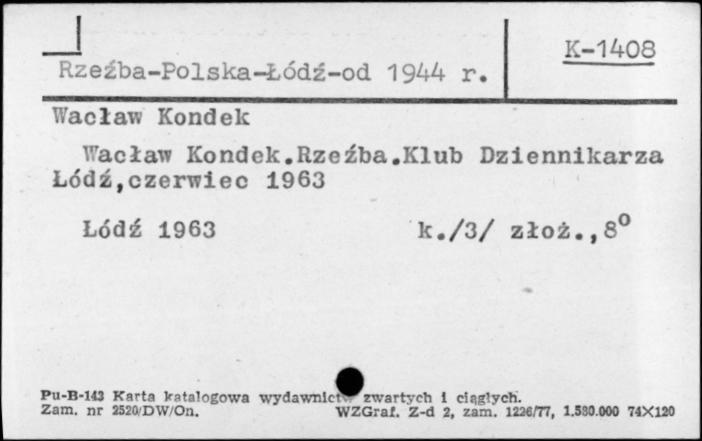 K-1408
Rzeźba-Polska-Łódź-od 1944 r.
Wacław Kondek
Wacław Kondek.Rzeźba.Klub Dziennikarza
Łódź,czerwiec 1963
Łódź 1963 k./3/ złoż.,8°
Pu-B-143 Karta katalogowa wydawnictw zwartych i ciągłych.
Zam. nr 2520/DW/On. WZGraf. Z-d 2, zam. 1226/77, 1.580.000 74X120